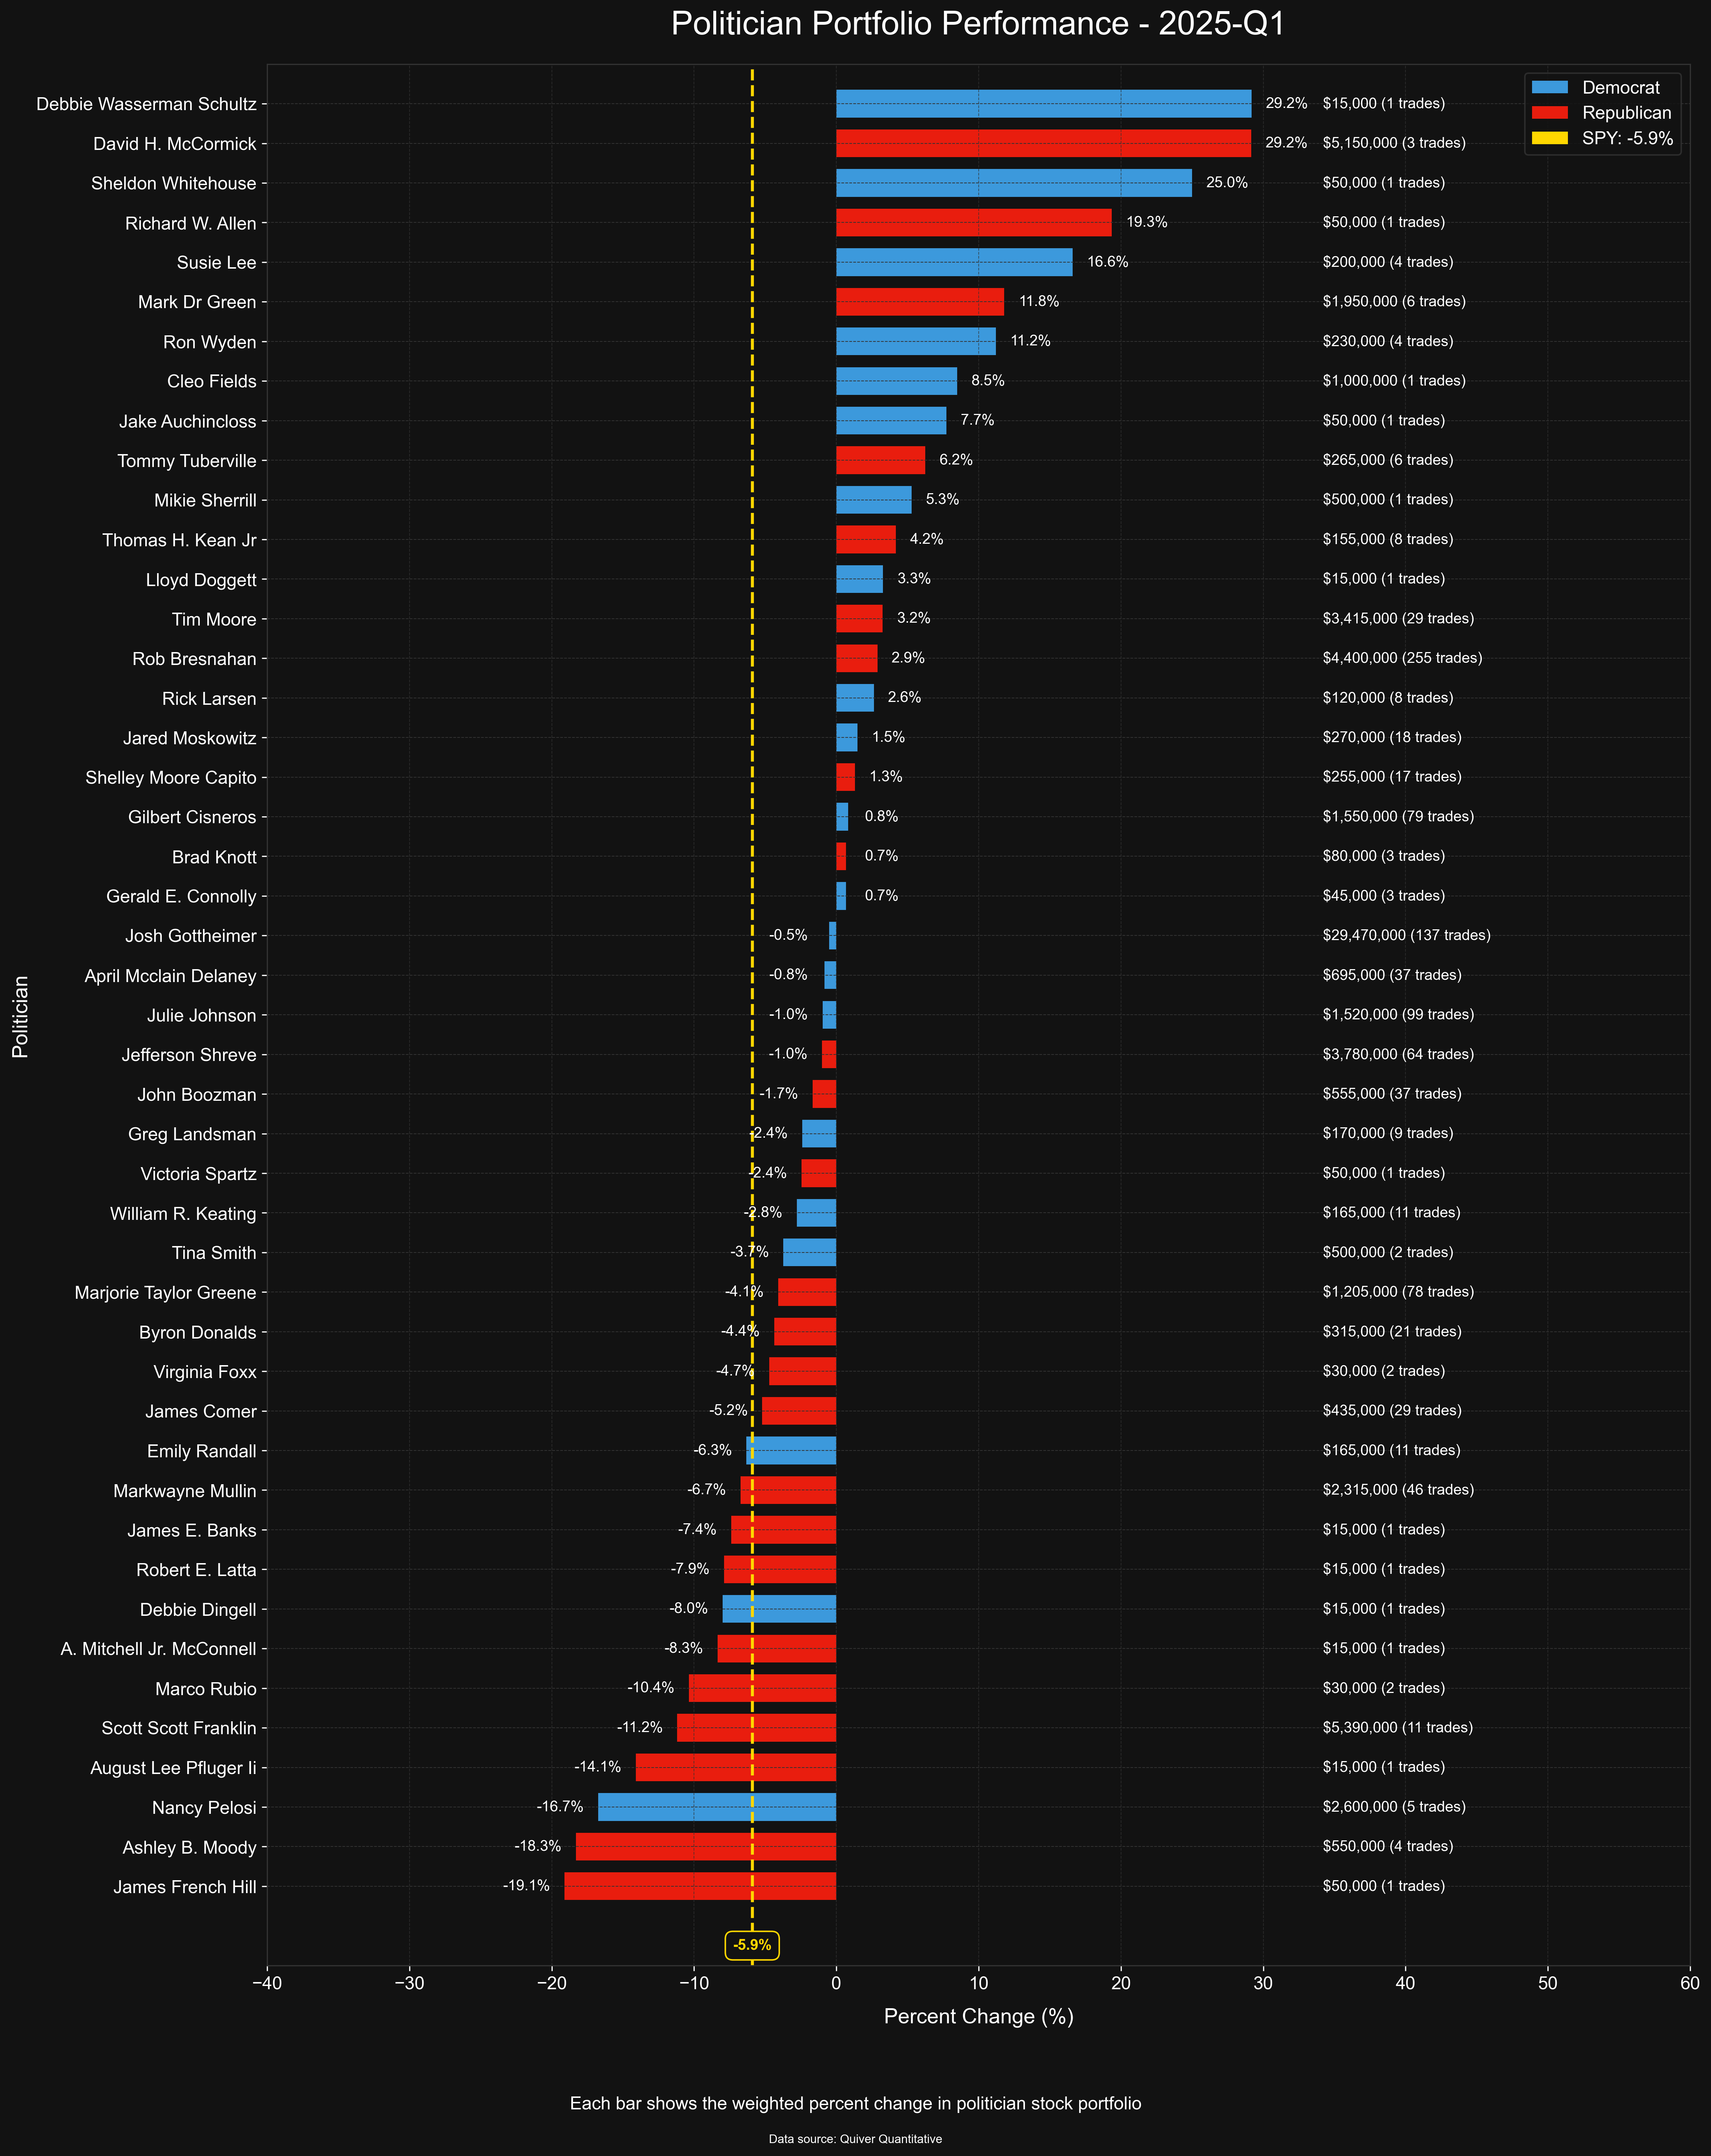 Politician Portfolio Performance - 2025-Q1
Democrat
Republican
SPY: -5.9%
Politician
Debbie Wasserman Schultz 29.2% $15,000 (1 trades)
David H. McCormick 29.2% $5,150,000 (3 trades)
Sheldon Whitehouse 25.0% $50,000 (1 trades)
Richard W. Allen 19.3% $50,000 (1 trades)
Susie Lee 16.6% $200,000 (4 trades)
Mark Dr Green 11.8% $1,950,000 (6 trades)
Ron Wyden 11.2% $230,000 (4 trades)
Cleo Fields 8.5% $1,000,000 (1 trades)
Jake Auchincloss 7.7% $50,000 (1 trades)
Tommy Tuberville 6.2% $265,000 (6 trades)
Mikie Sherrill 5.3% $500,000 (1 trades)
Thomas H. Kean Jr 4.2% $155,000 (8 trades)
Lloyd Doggett 3.3% $15,000 (1 trades)
Tim Moore 3.2% $3,415,000 (29 trades)
Rob Bresnahan 2.9% $4,400,000 (255 trades)
Rick Larsen 2.6% $120,000 (8 trades)
Jared Moskowitz 1.5% $270,000 (18 trades)
Shelley Moore Capito 1.3% $255,000 (17 trades)
Gilbert Cisneros 0.8% $1,550,000 (79 trades)
Brad Knott 0.7% $80,000 (3 trades)
Gerald E. Connolly 0.7% $45,000 (3 trades)
Josh Gottheimer -0.5% $29,470,000 (137 trades)
April Mcclain Delaney -0.8% $695,000 (37 trades)
Julie Johnson -1.0% $1,520,000 (99 trades)
Jefferson Shreve -1.0% $3,780,000 (64 trades)
John Boozman -1.7% $555,000 (37 trades)
Greg Landsman -2.4% $170,000 (9 trades)
Victoria Spartz -2.4% $50,000 (1 trades)
William R. Keating -2.8% $165,000 (11 trades)
Tina Smith -3.7% $500,000 (2 trades)
Marjorie Taylor Greene -4.1% $1,205,000 (78 trades)
Byron Donalds -4.4% $315,000 (21 trades)
Virginia Foxx -4.7% $30,000 (2 trades)
James Comer -5.2% $435,000 (29 trades)
Emily Randall -6.3% $165,000 (11 trades)
Markwayne Mullin -6.7% $2,315,000 (46 trades)
James E. Banks -7.4% $15,000 (1 trades)
Robert E. Latta -7.9% $15,000 (1 trades)
Debbie Dingell -8.0% $15,000 (1 trades)
A. Mitchell Jr. McConnell -8.3% $15,000 (1 trades)
Marco Rubio -10.4% $30,000 (2 trades)
Scott Scott Franklin -11.2% $5,390,000 (11 trades)
August Lee Pfluger Ii -14.1% $15,000 (1 trades)
Nancy Pelosi -16.7% $2,600,000 (5 trades)
Ashley B. Moody -18.3% $550,000 (4 trades)
James French Hill -19.1% $50,000 (1 trades)
-5.9%
−40 −30 −20 −10 0 10 20 30 40 50 60
Percent Change (%)
Each bar shows the weighted percent change in politician stock portfolio
Data source: Quiver Quantitative